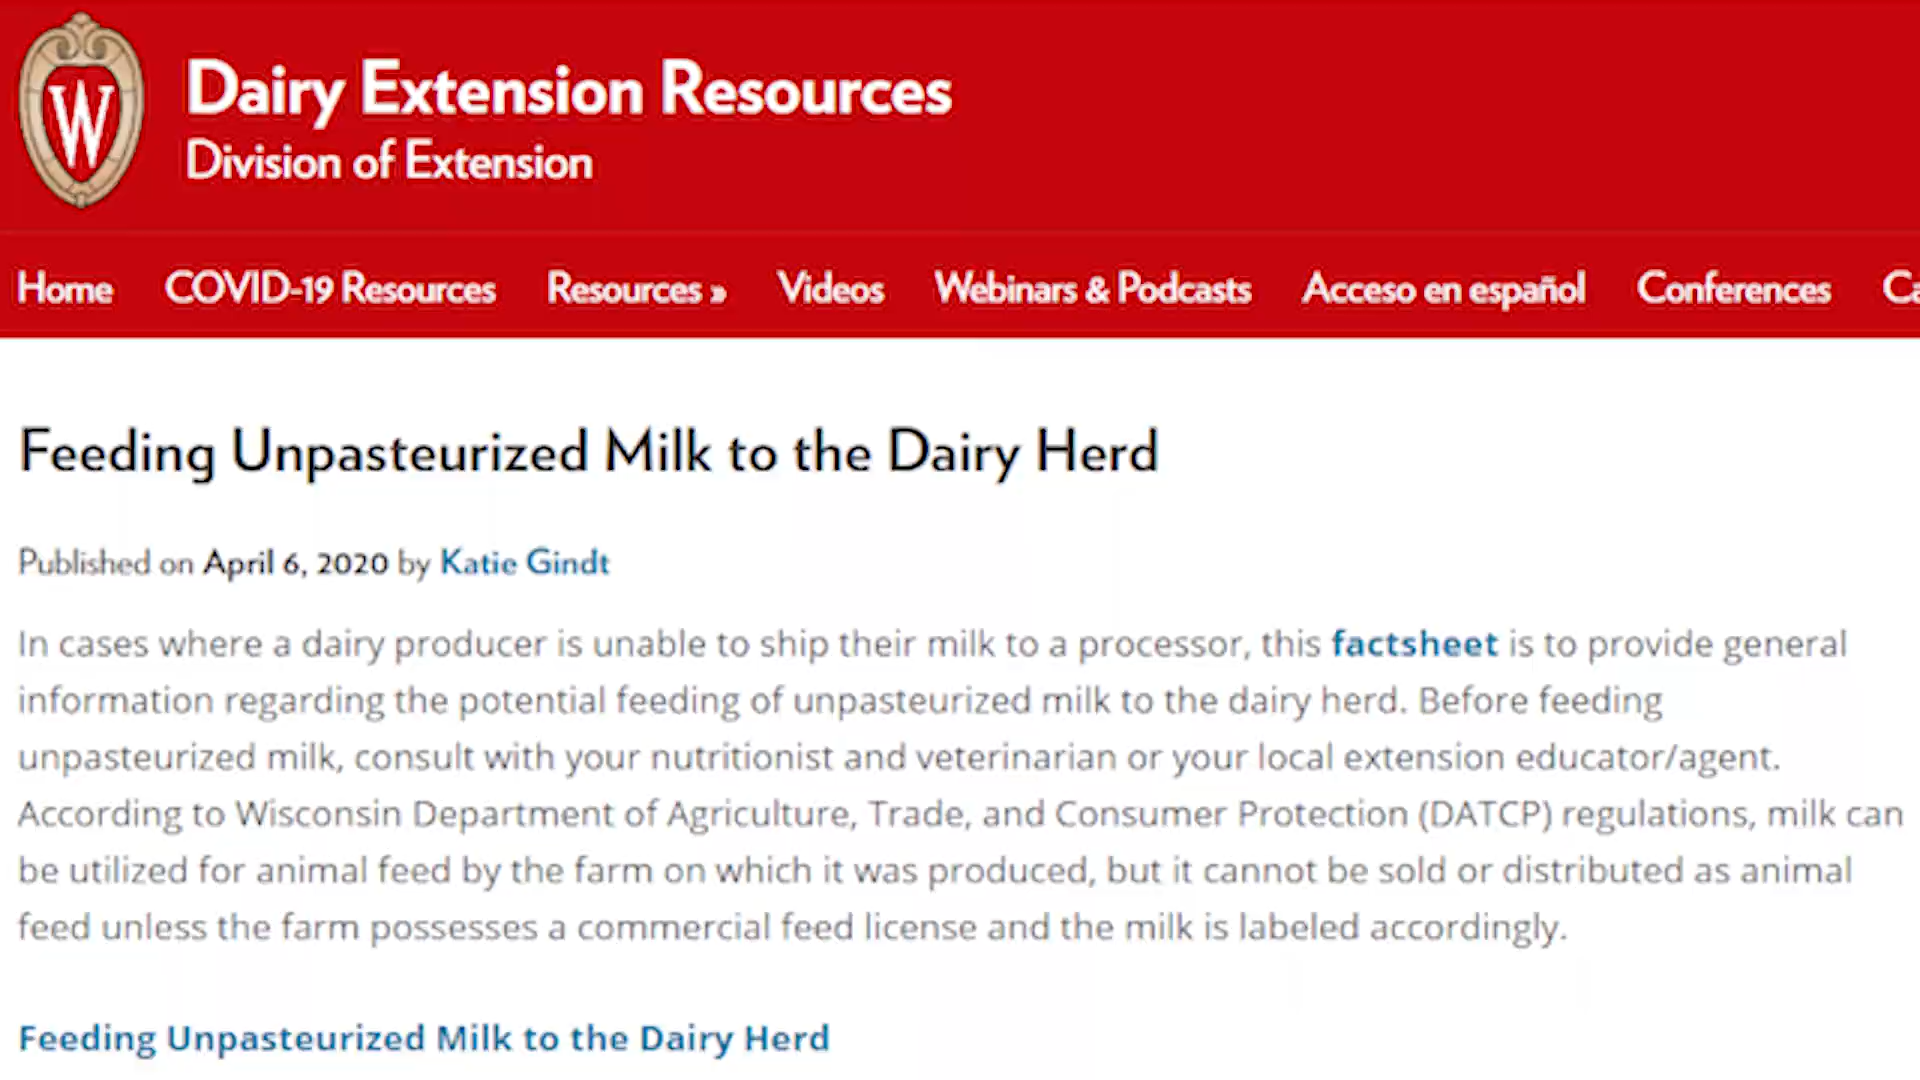 W
Dairy Extension Resources
Division of Extension
Home COVID-19 Resources Resources » Videos Webinars & Podcasts Acceso en español Conferences
Feeding Unpasteurized Milk to the Dairy Herd
Published on April 6, 2020 by Katie Gindt
In cases where a dairy producer is unable to ship their milk to a processor, this factsheet is to provide general
information regarding the potential feeding of unpasteurized milk to the dairy herd. Before feeding
unpasteurized milk, consult with your nutritionist and veterinarian or your local extension educator/agent.
According to Wisconsin Department of Agriculture, Trade, and Consumer Protection (DATCP) regulations, milk can
be utilized for animal feed by the farm on which it was produced, but it cannot be sold or distributed as animal
feed unless the farm possesses a commercial feed license and the milk is labeled accordingly.
Feeding Unpasteurized Milk to the Dairy Herd